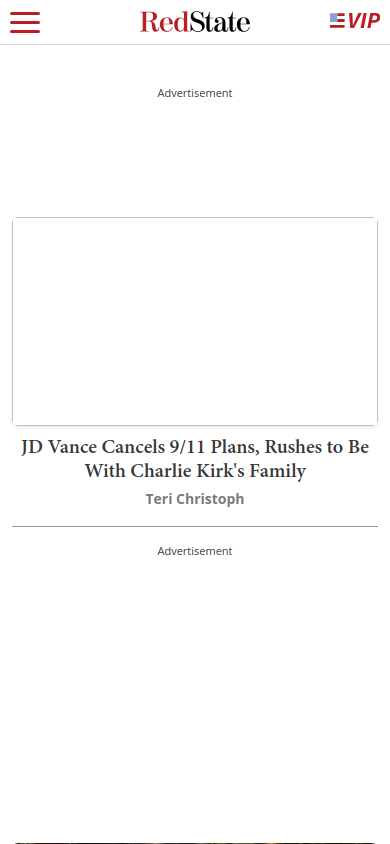 RedState
VIP
Advertisement
JD Vance Cancels 9/11 Plans, Rushes to Be
With Charlie Kirk's Family
Teri Christoph
Advertisement